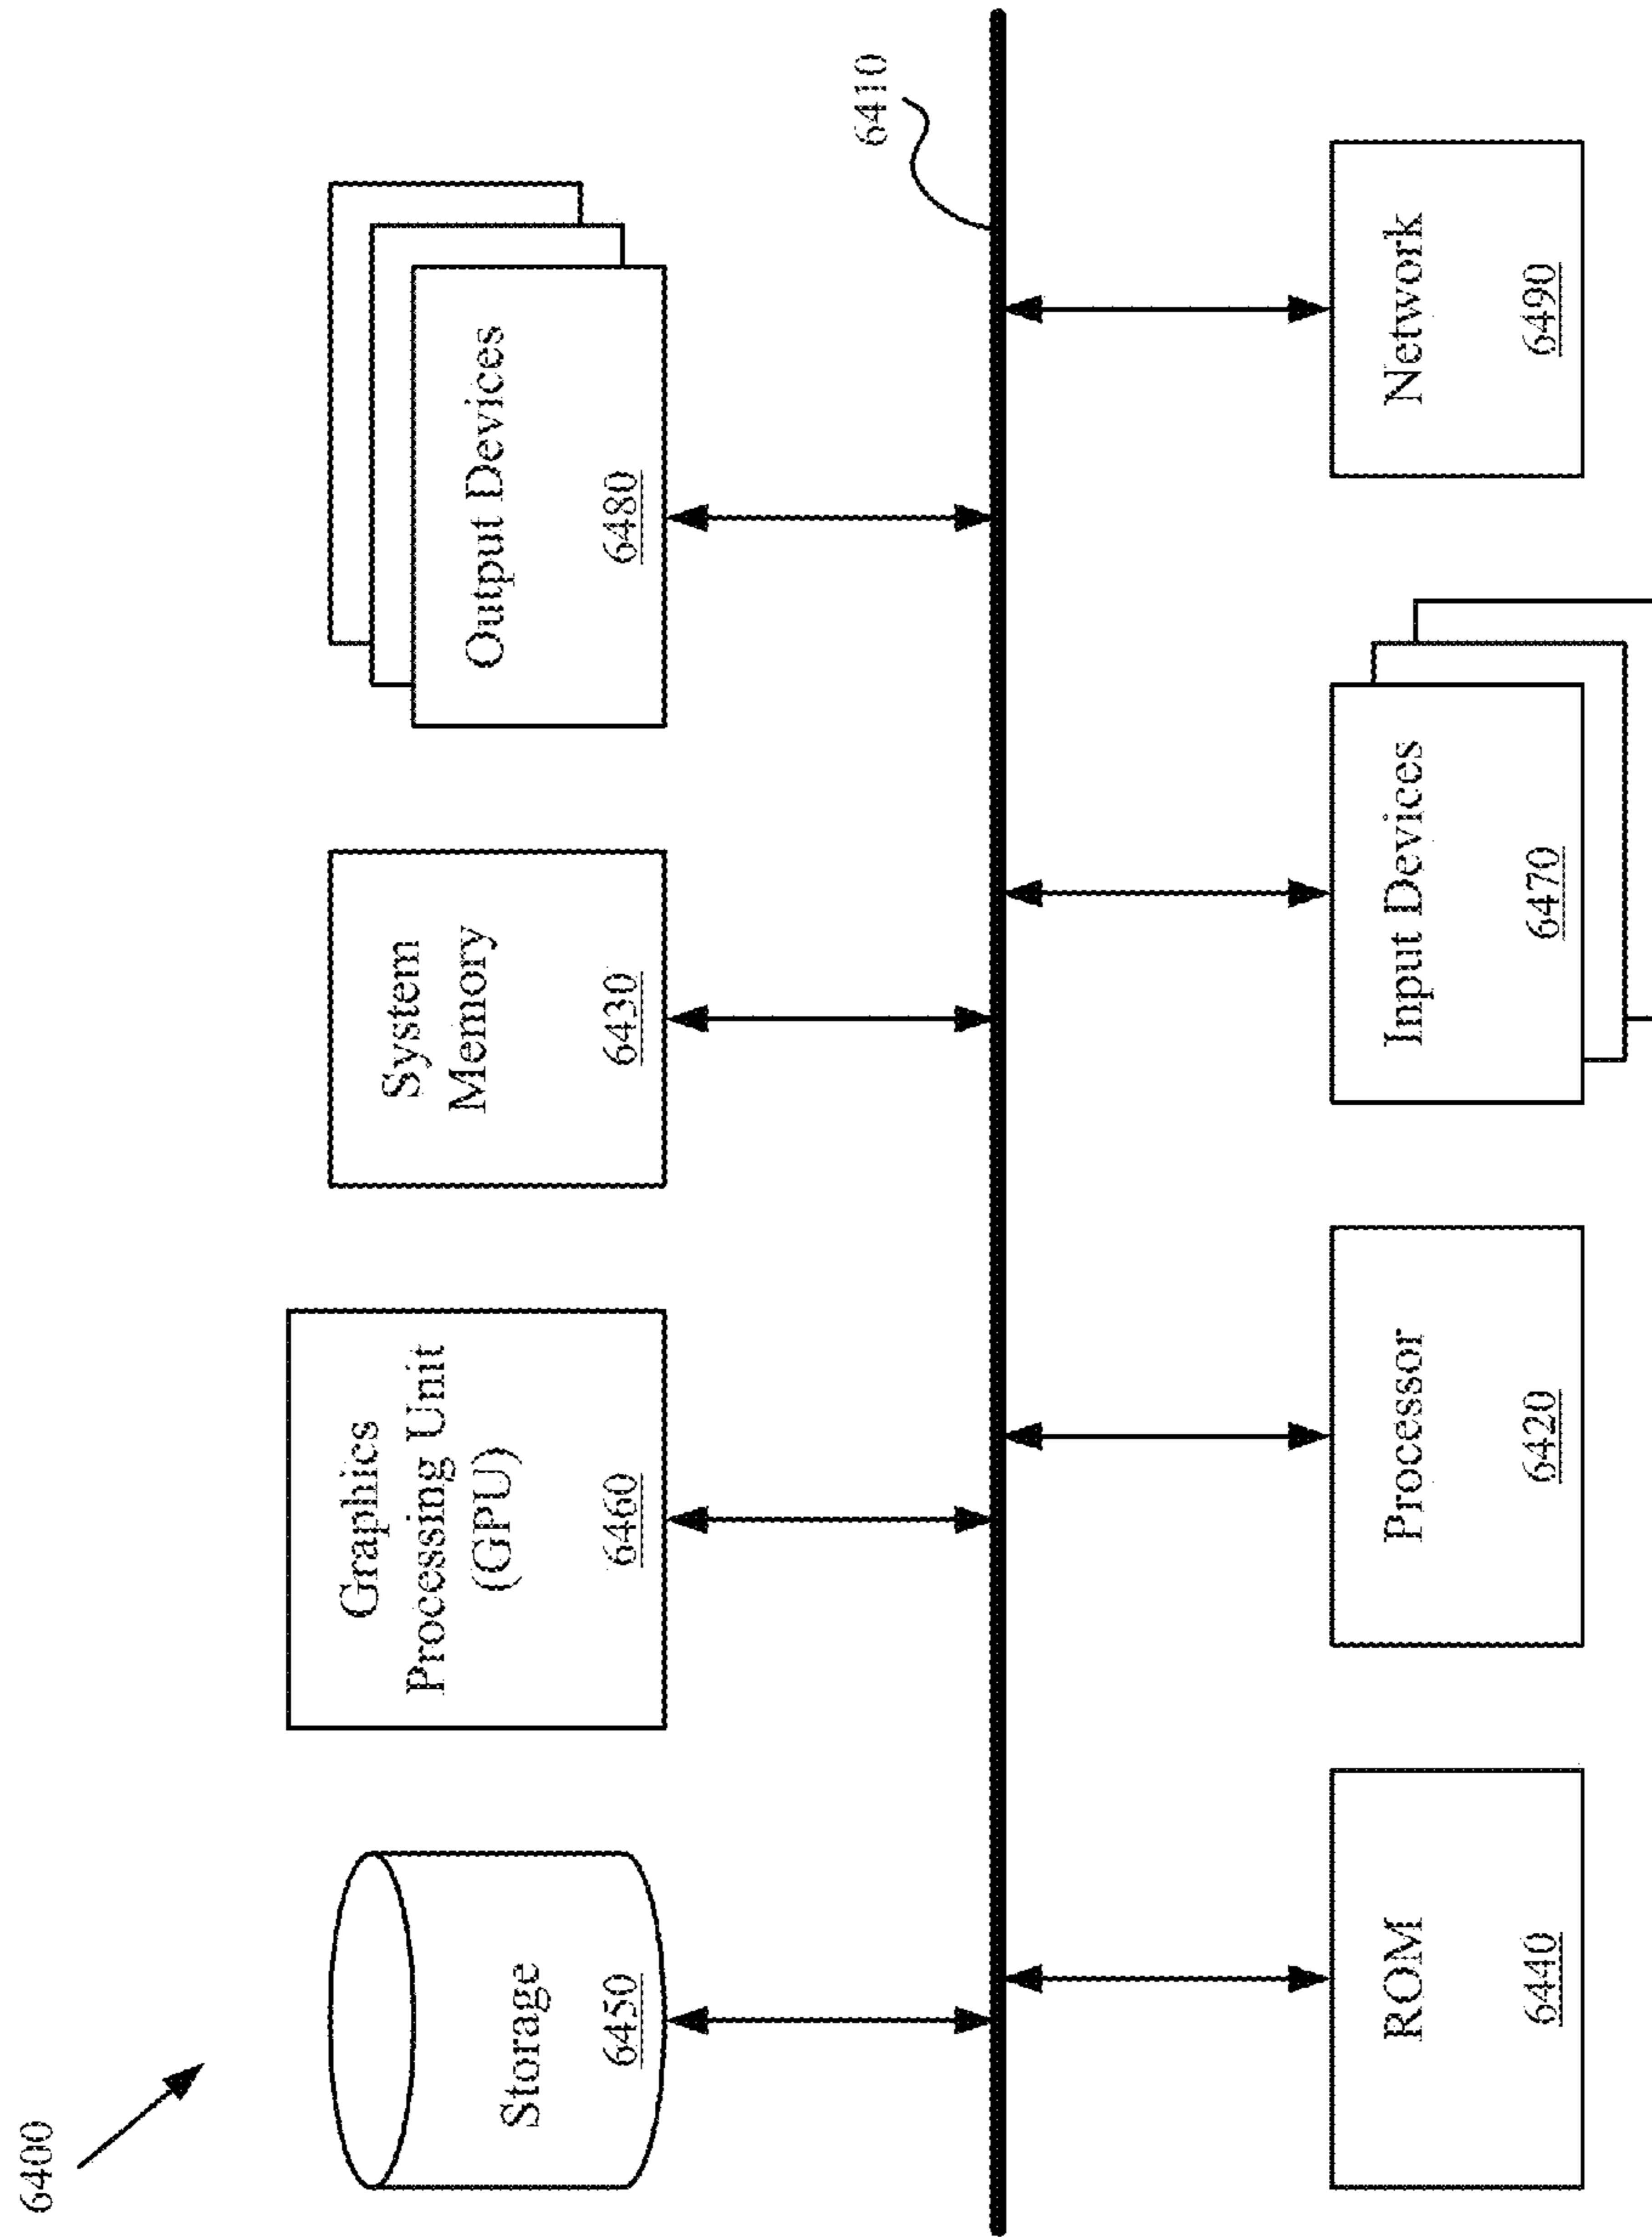 6400
Storage
6450
Graphics
Processing Unit
(GPU)
6460
System
Memory
6430
Output Devices
6480
6410
ROM
6440
Processor
6420
Input Devices
6470
Network
6490